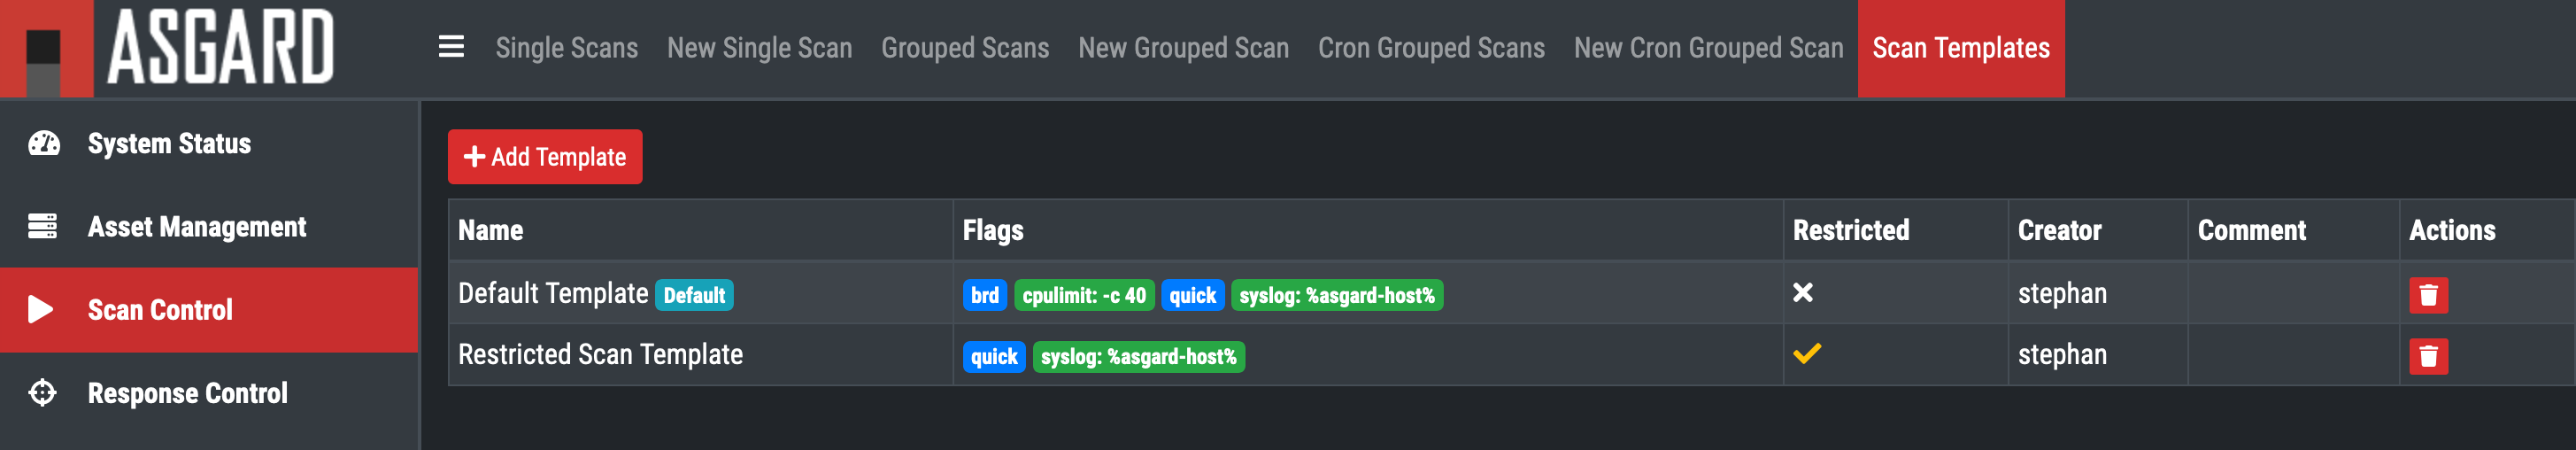 ASGARD
Single Scans New Single Scan Grouped Scans New Grouped Scan Cron Grouped Scans New Cron Grouped Scan Scan Templates
System Status
Asset Management
Scan Control
Response Control
Add Template
Name Flags Restricted Creator Comment Actions
Default Template Default brd cpulimit: -c 40 quick syslog: %asgard-host% stephan
Restricted Scan Template quick syslog: %asgard-host% stephan